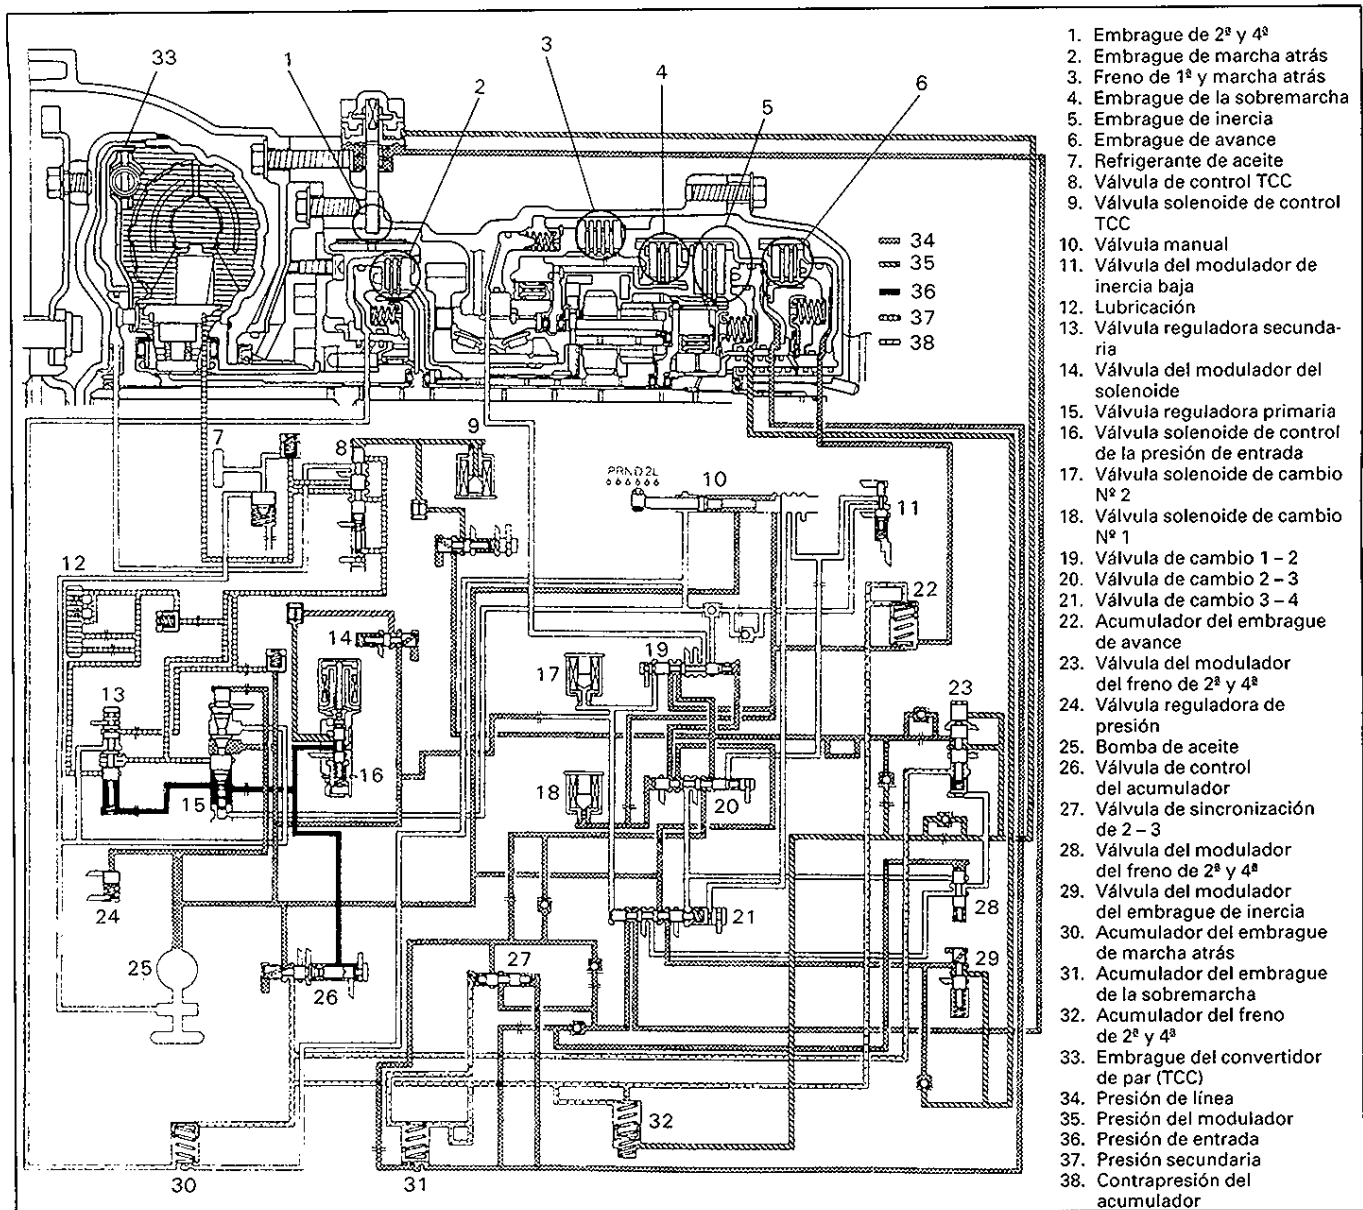 33
1
2
3
4
5
6
34
35
36
37
38
7
8
9
PRND2L
10
11
12
13
14
15
16
17
18
19
20
21
22
23
24
25
26
27
28
29
30
31
32
1. Embrague de 2ª y 4ª
2. Embrague de marcha atrás
3. Freno de 1ª y marcha atrás
4. Embrague de la sobremarcha
5. Embrague de inercia
6. Embrague de avance
7. Refrigerante de aceite
8. Válvula de control TCC
9. Válvula solenoide de control
TCC
10. Válvula manual
11. Válvula del modulador de
inercia baja
12. Lubricación
13. Válvula reguladora secunda-
ria
14. Válvula del modulador del
solenoide
15. Válvula reguladora primaria
16. Válvula solenoide de control
de la presión de entrada
17. Válvula solenoide de cambio
Nº 2
18. Válvula solenoide de cambio
Nº 1
19. Válvula de cambio 1 – 2
20. Válvula de cambio 2 – 3
21. Válvula de cambio 3 – 4
22. Acumulador del embrague
de avance
23. Válvula del modulador
del freno de 2ª y 4ª
24. Válvula reguladora de
presión
25. Bomba de aceite
26. Válvula de control
del acumulador
27. Válvula de sincronización
de 2 – 3
28. Válvula del modulador
del freno de 2ª y 4ª
29. Válvula del modulador
del embrague de inercia
30. Acumulador del embrague
de marcha atrás
31. Acumulador del embrague
de la sobremarcha
32. Acumulador del freno
de 2ª y 4ª
33. Embrague del convertidor
de par (TCC)
34. Presión de línea
35. Presión del modulador
36. Presión de entrada
37. Presión secundaria
38. Contrapresión del
acumulador